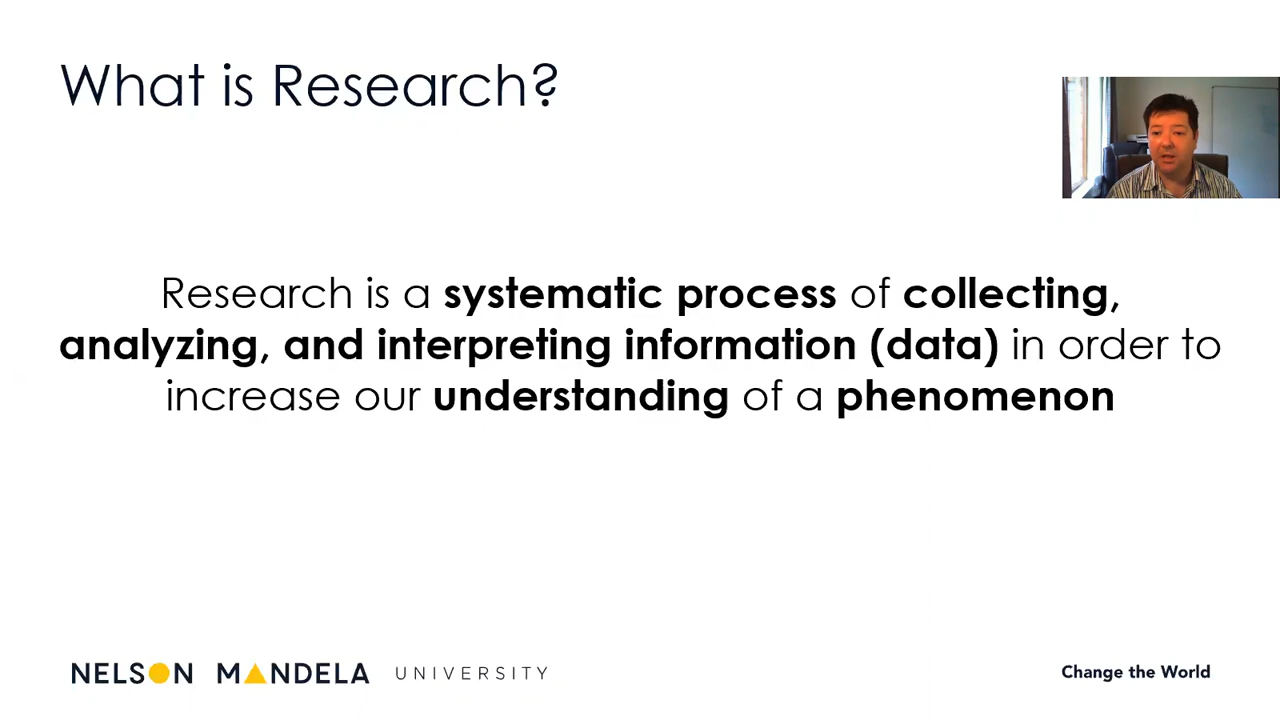 What is Research?
Research is a systematic process of collecting,
analyzing, and interpreting information (data) in order to
increase our understanding of a phenomenon
NELSON MANDELA UNIVERSITY
Change the World